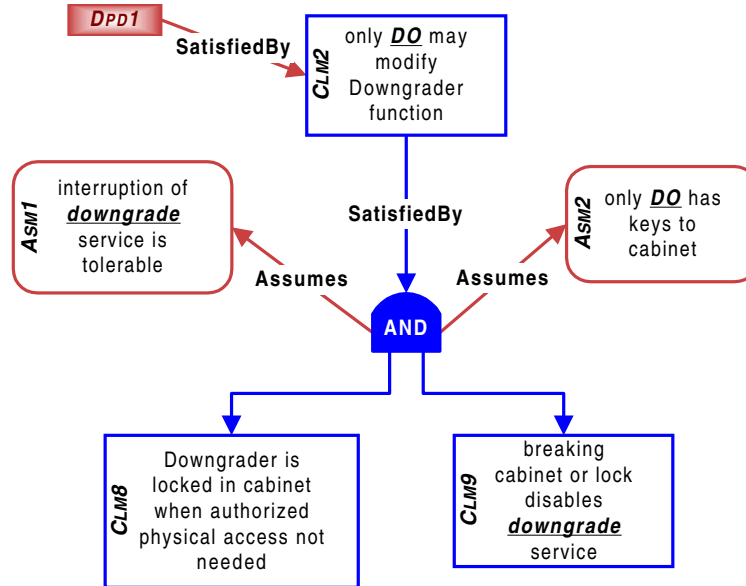 DPD1
SatisfiedBy
CLM2
only DO may
modify
Downgrader
function
ASM1
interruption of
downgrade
service is
tolerable
SatisfiedBy
ASM2
only DO has
keys to
cabinet
Assumes
Assumes
AND
CLM8
Downgrader is
locked in cabinet
when authorized
physical access not
needed
CLM9
breaking
cabinet or lock
disables
downgrade
service